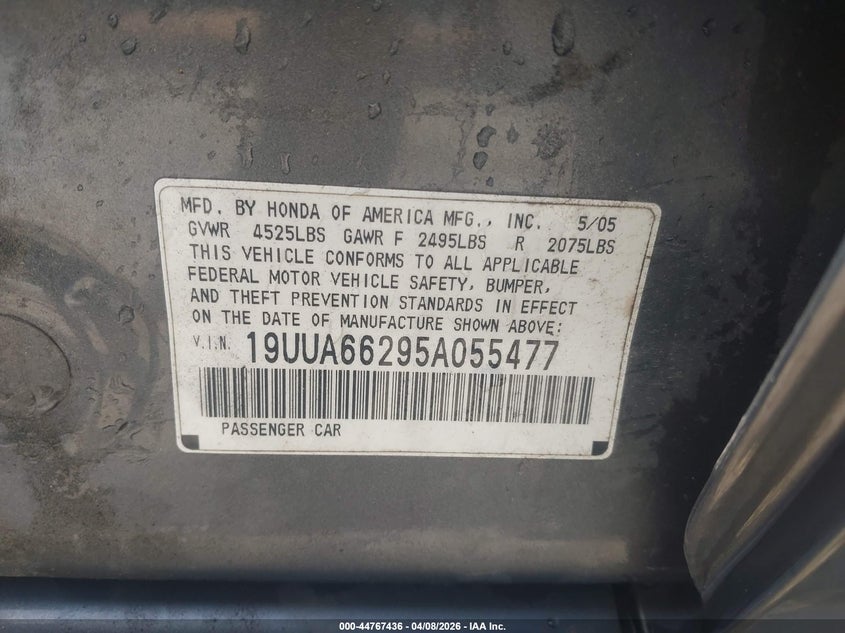 MFD. BY HONDA OF AMERICA MFG., INC. 5/05
GVWR 4525LBS GAWR F 2495LBS R 2075LBS
THIS VEHICLE CONFORMS TO ALL APPLICABLE
FEDERAL MOTOR VEHICLE SAFETY, BUMPER,
AND THEFT PREVENTION STANDARDS IN EFFECT
ON THE DATE OF MANUFACTURE SHOWN ABOVE:
V.I.N. 19UUA66295A055477
PASSENGER CAR
000-44767436 - 04/08/2026 - IAA Inc.